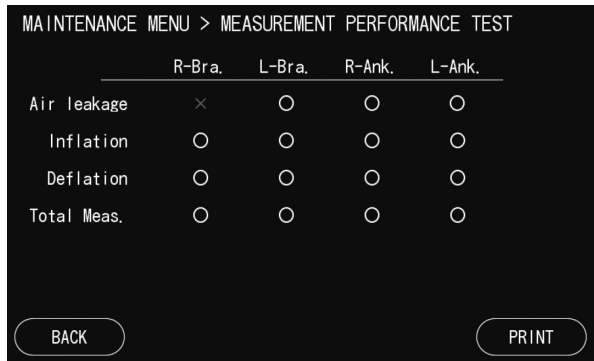 MAINTENANCE MENU > MEASUREMENT PERFORMANCE TEST
R-Bra. L-Bra. R-Ank. L-Ank.
Air leakage × ○ ○ ○
Inflation ○ ○ ○ ○
Deflation ○ ○ ○ ○
Total Meas. ○ ○ ○ ○
BACK PRINT